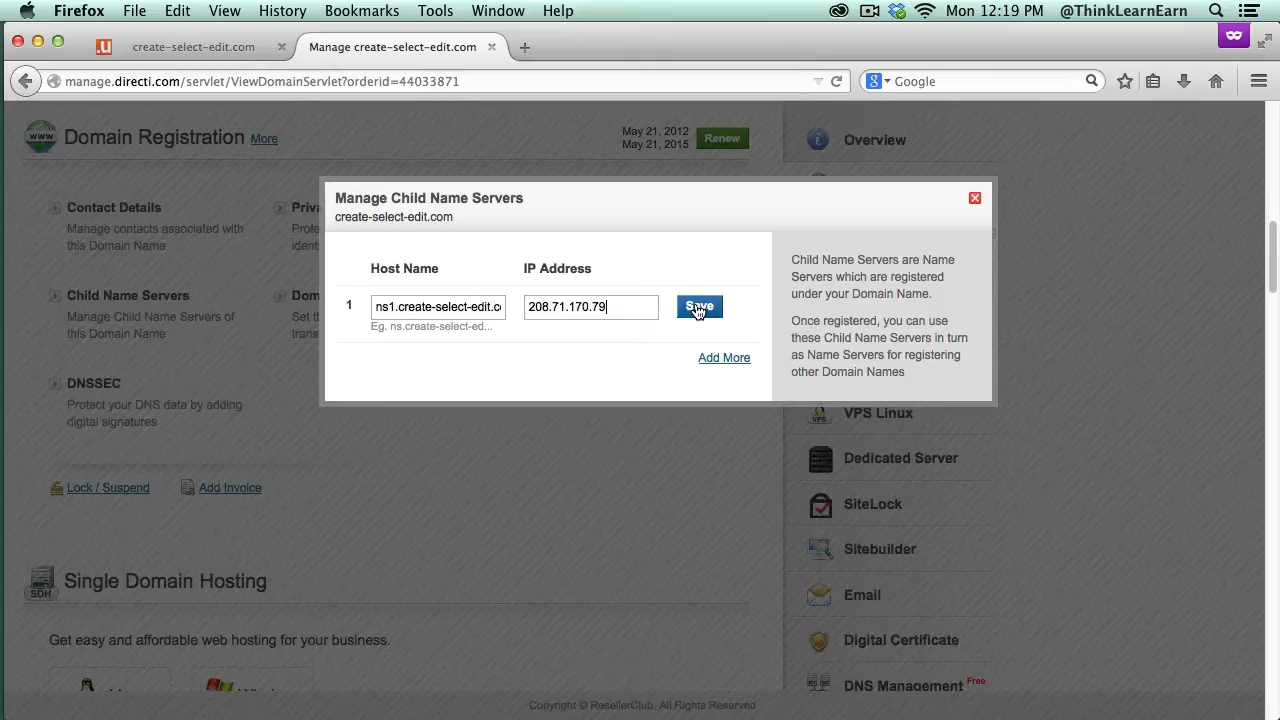 Firefox File Edit View History Bookmarks Tools Window Help Mon 12:19 PM @ThinkLearnEarn
create-select-edit.com
Manage create-select-edit.com
manage.directi.com/servlet/ViewDomainServlet?orderid=44033871
Google
WWW
Domain Registration More
May 21, 2012
May 21, 2015
Renew
Overview
Manage Child Name Servers
create-select-edit.com
Contact Details
Manage contacts associated with
this Domain Name
Host Name
IP Address
1
ns1.create-select-edit.c
208.71.170.79
Save
Eg. ns.create-select-ed...
Add More
Child Name Servers are Name
Servers which are registered
under your Domain Name.
Once registered, you can use
these Child Name Servers in turn
as Name Servers for registering
other Domain Names
Child Name Servers
Manage Child Name Servers of
this Domain Name
DNSSEC
Protect your DNS data by adding
digital signatures
Lock / Suspend
Add Invoice
VPS
VPS Linux
Dedicated Server
SiteLock
Sitebuilder
Email
Digital Certificate
DNS Management Free
SDH
Single Domain Hosting
Get easy and affordable web hosting for your business.
Copyright © ResellerClub. All Rights Reserved